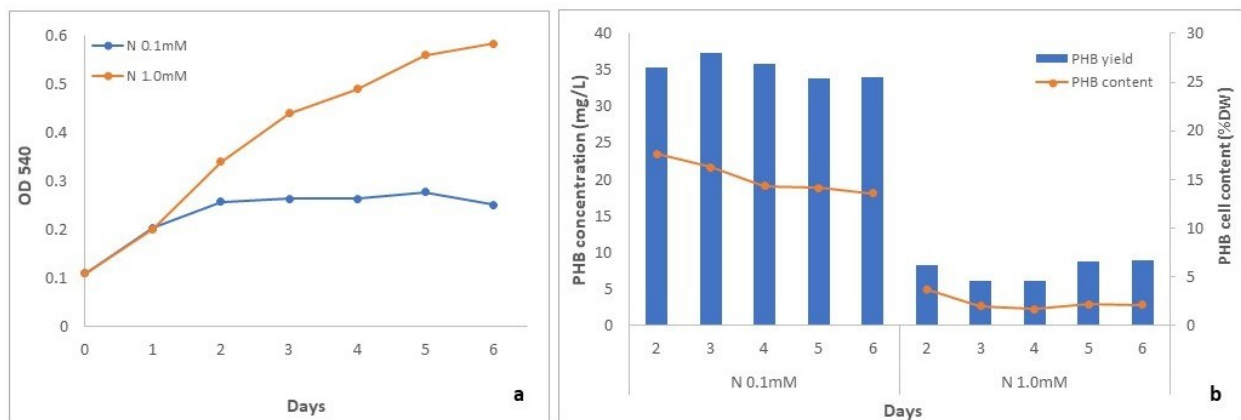 0.6
0.5
0.4
0.3
0.2
0.1
0
OD 540
N 0.1mM
N 1.0mM
0 1 2 3 4 5 6
Days
a
40
35
30
25
20
15
10
5
0
PHB concentration (mg/L)
PHB yield
PHB content
30
25
20
15
10
5
0
PHB cell content (%DW)
2 3 4 5 6 2 3 4 5 6
N 0.1mM N 1.0mM
Days
b